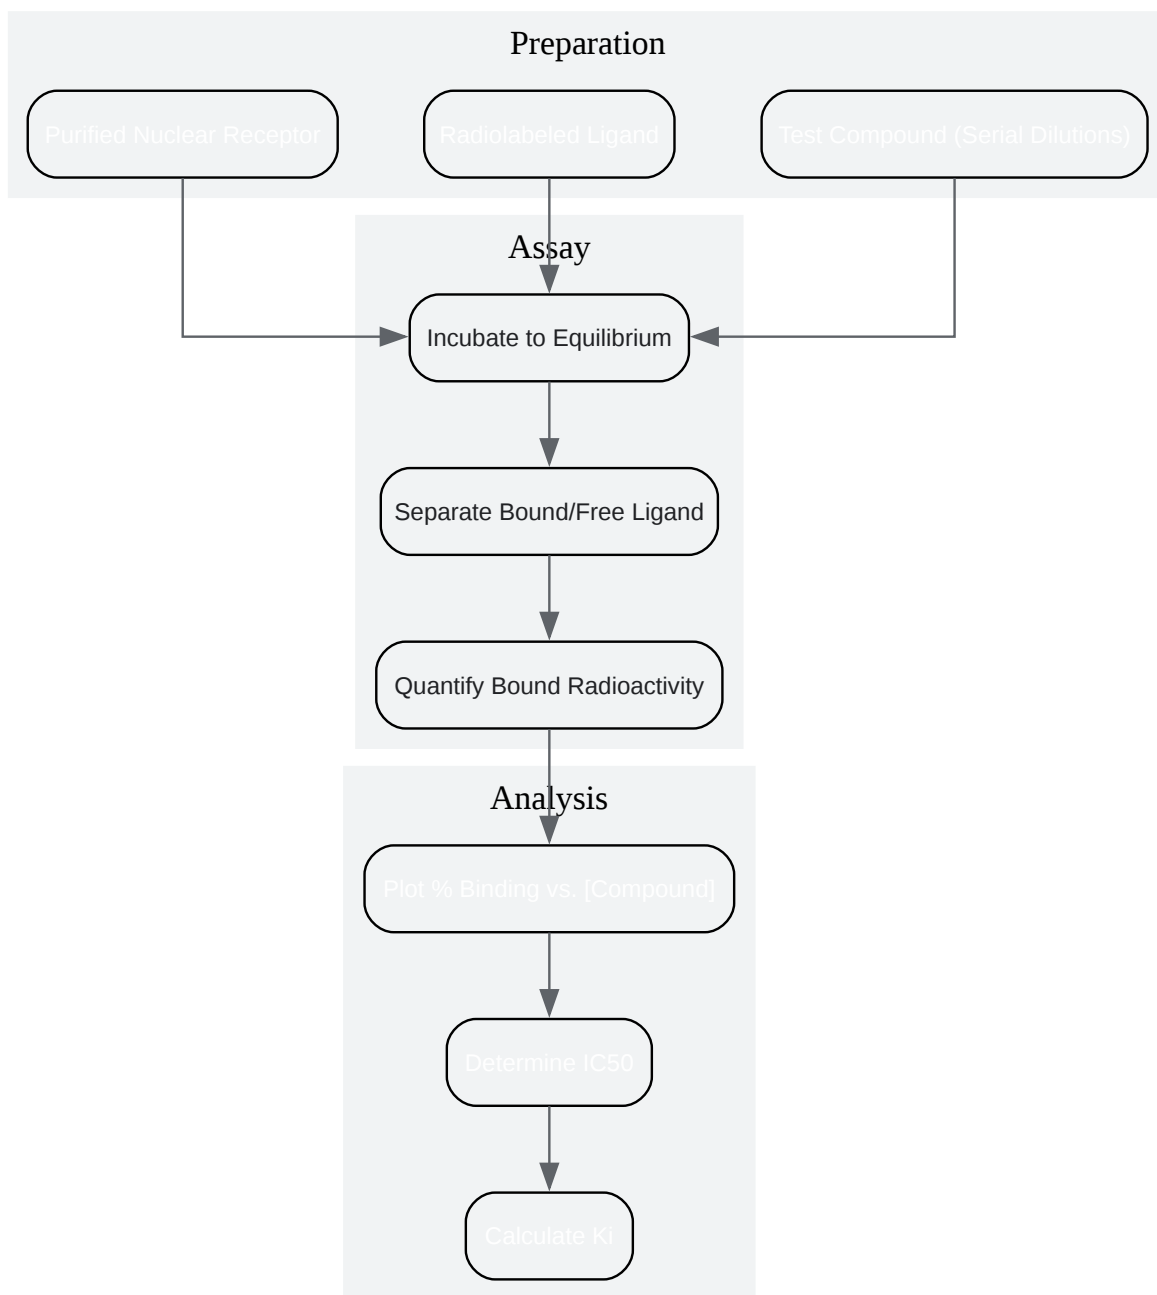 Preparation
Purified Nuclear Receptor
Radiolabeled Ligand
Test Compound (Serial Dilutions)
Assay
Incubate to Equilibrium
Separate Bound/Free Ligand
Quantify Bound Radioactivity
Analysis
Plot % Binding vs. [Compound]
Determine IC50
Calculate Ki